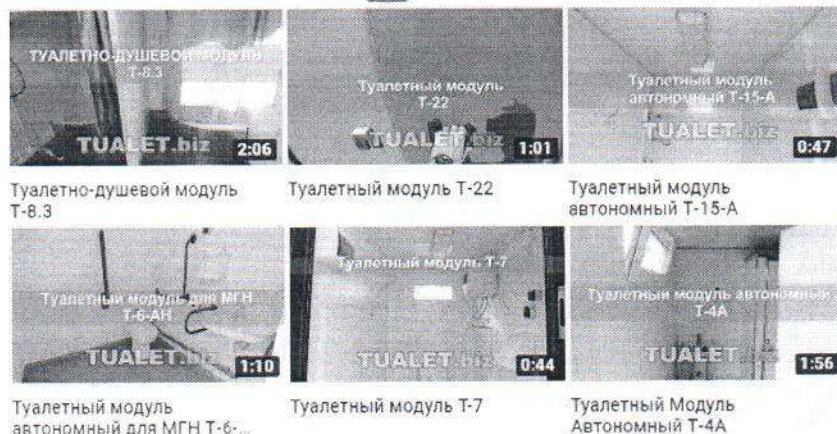 ТУАЛЕТНО-ДУШЕВОЙ МОДУЛЬ
Т-8.3
TUALET.biz
2:06
Туалетный модуль
Т-22
TUALET.biz
1:01
Туалетный модуль
автономный Т-15-А
TUALET.biz
0:47
Туалетно-душевой модуль
Т-8.3
Туалетный модуль Т-22
Туалетный модуль
автономный Т-15-А
Туалетный модуль для МГН
Т-6-АН
TUALET.biz
1:10
Туалетный модуль Т-7
TUALET.biz
0:44
Туалетный модуль автономный
Т-4А
TUALET.biz
1:56
Туалетный модуль
автономный для МГН Т-6-...
Туалетный модуль Т-7
Туалетный Модуль
Автономный Т-4А